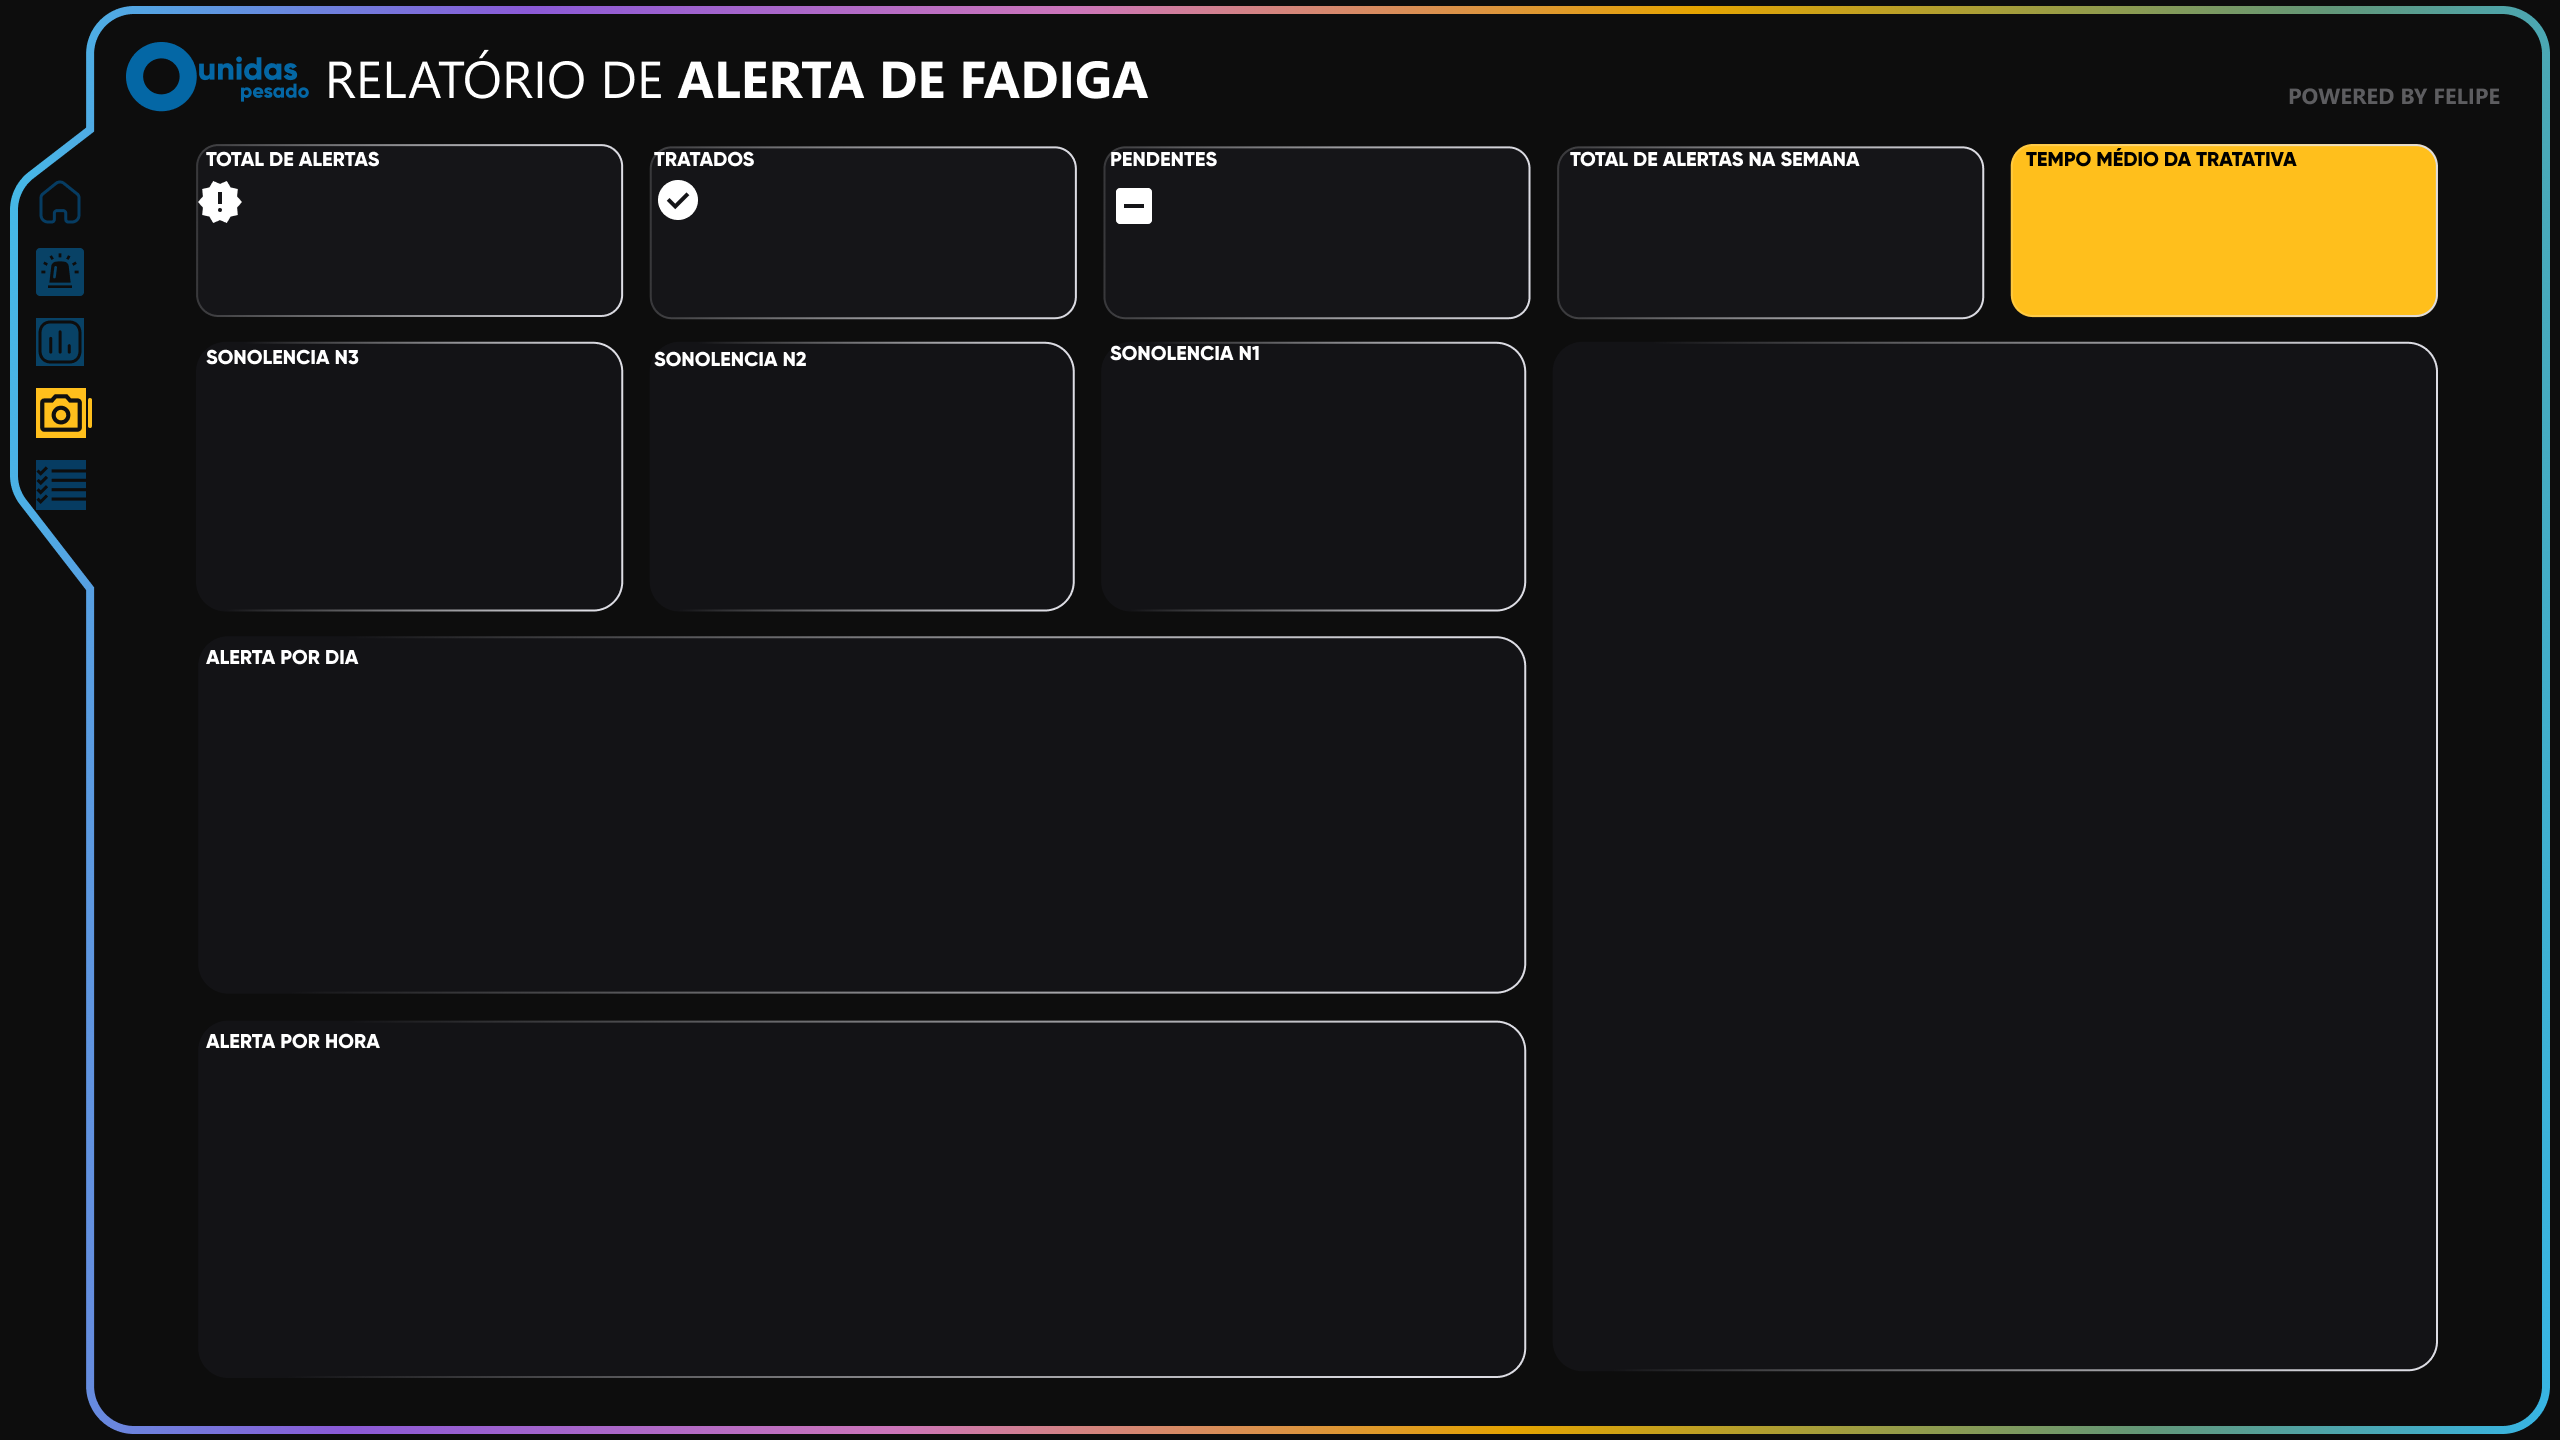 unidas
pesado
RELATÓRIO DE ALERTA DE FADIGA
POWERED BY FELIPE
TOTAL DE ALERTAS
TRATADOS
PENDENTES
TOTAL DE ALERTAS NA SEMANA
TEMPO MÉDIO DA TRATATIVA
SONOLENCIA N3
SONOLENCIA N2
SONOLENCIA N1
ALERTA POR DIA
ALERTA POR HORA